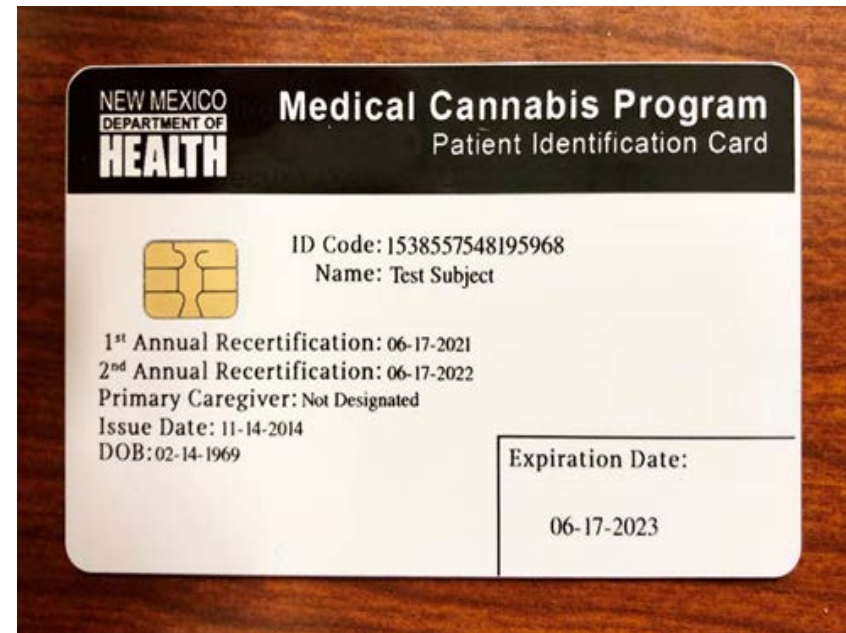 NEW MEXICO
DEPARTMENT OF
HEALTH
Medical Cannabis Program
Patient Identification Card
ID Code: 1538557548195968
Name: Test Subject
1st Annual Recertification: 06-17-2021
2nd Annual Recertification: 06-17-2022
Primary Caregiver: Not Designated
Issue Date: 11-14-2014
DOB: 02-14-1969
Expiration Date:
06-17-2023